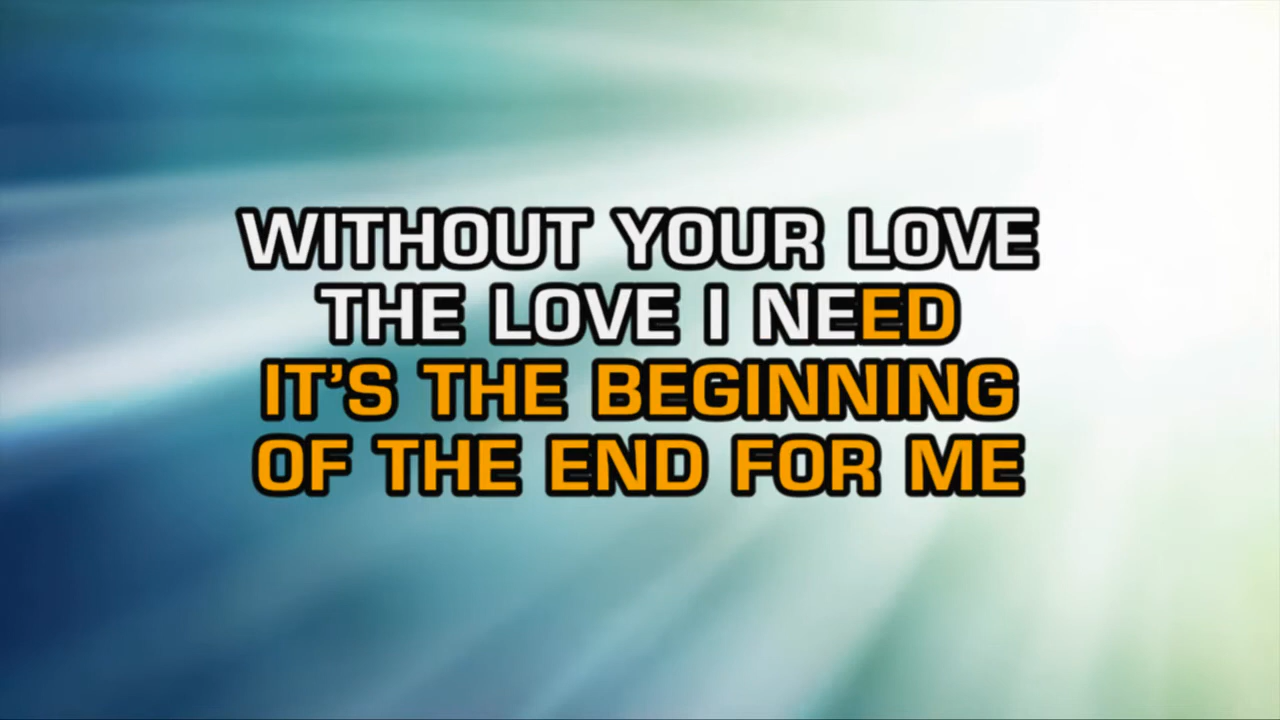 WITHOUT YOUR LOVE
THE LOVE I NEED
IT’S THE BEGINNING
OF THE END FOR ME